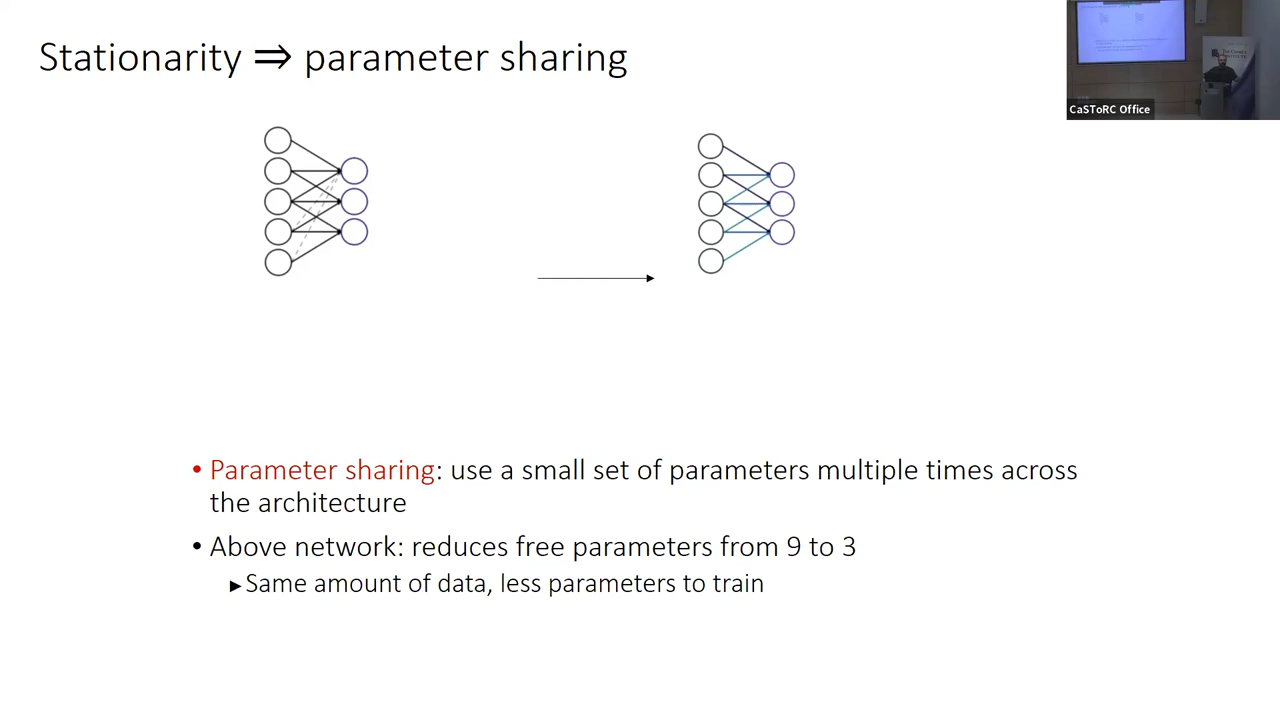 Stationarity ⇒ parameter sharing
CaSToRC Office
• Parameter sharing: use a small set of parameters multiple times across
the architecture
• Above network: reduces free parameters from 9 to 3
▸Same amount of data, less parameters to train